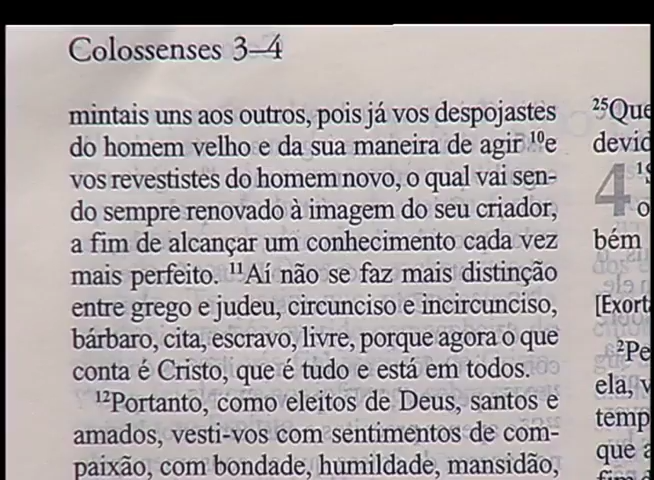 Colossenses 3–4
mintais uns aos outros, pois já vos despojastes
do homem velho e da sua maneira de agir ¹⁰e
vos revestistes do homem novo, o qual vai sen-
do sempre renovado à imagem do seu criador,
a fim de alcançar um conhecimento cada vez
mais perfeito. ¹¹Aí não se faz mais distinção
entre grego e judeu, circunciso e incircunciso,
bárbaro, cita, escravo, livre, porque agora o que
conta é Cristo, que é tudo e está em todos.
¹²Portanto, como eleitos de Deus, santos e
amados, vesti-vos com sentimentos de com-
paixão, com bondade, humildade, mansidão,
²⁵Que
devid
4
o
bém
[Exort
²Pe
ela, v
temp
que a